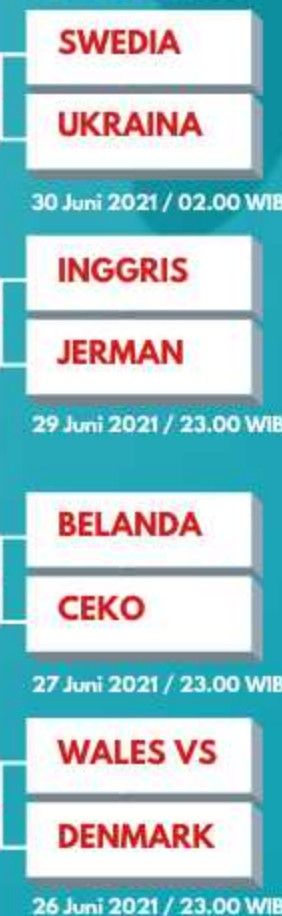 SWEDIA
UKRAINA
30 Juni 2021 / 02.00 WIB
INGGRIS
JERMAN
29 Juni 2021 / 23.00 WIB
BELANDA
CEKO
27 Juni 2021 / 23.00 WIB
WALES VS
DENMARK
26 Juni 2021 / 23.00 WIB